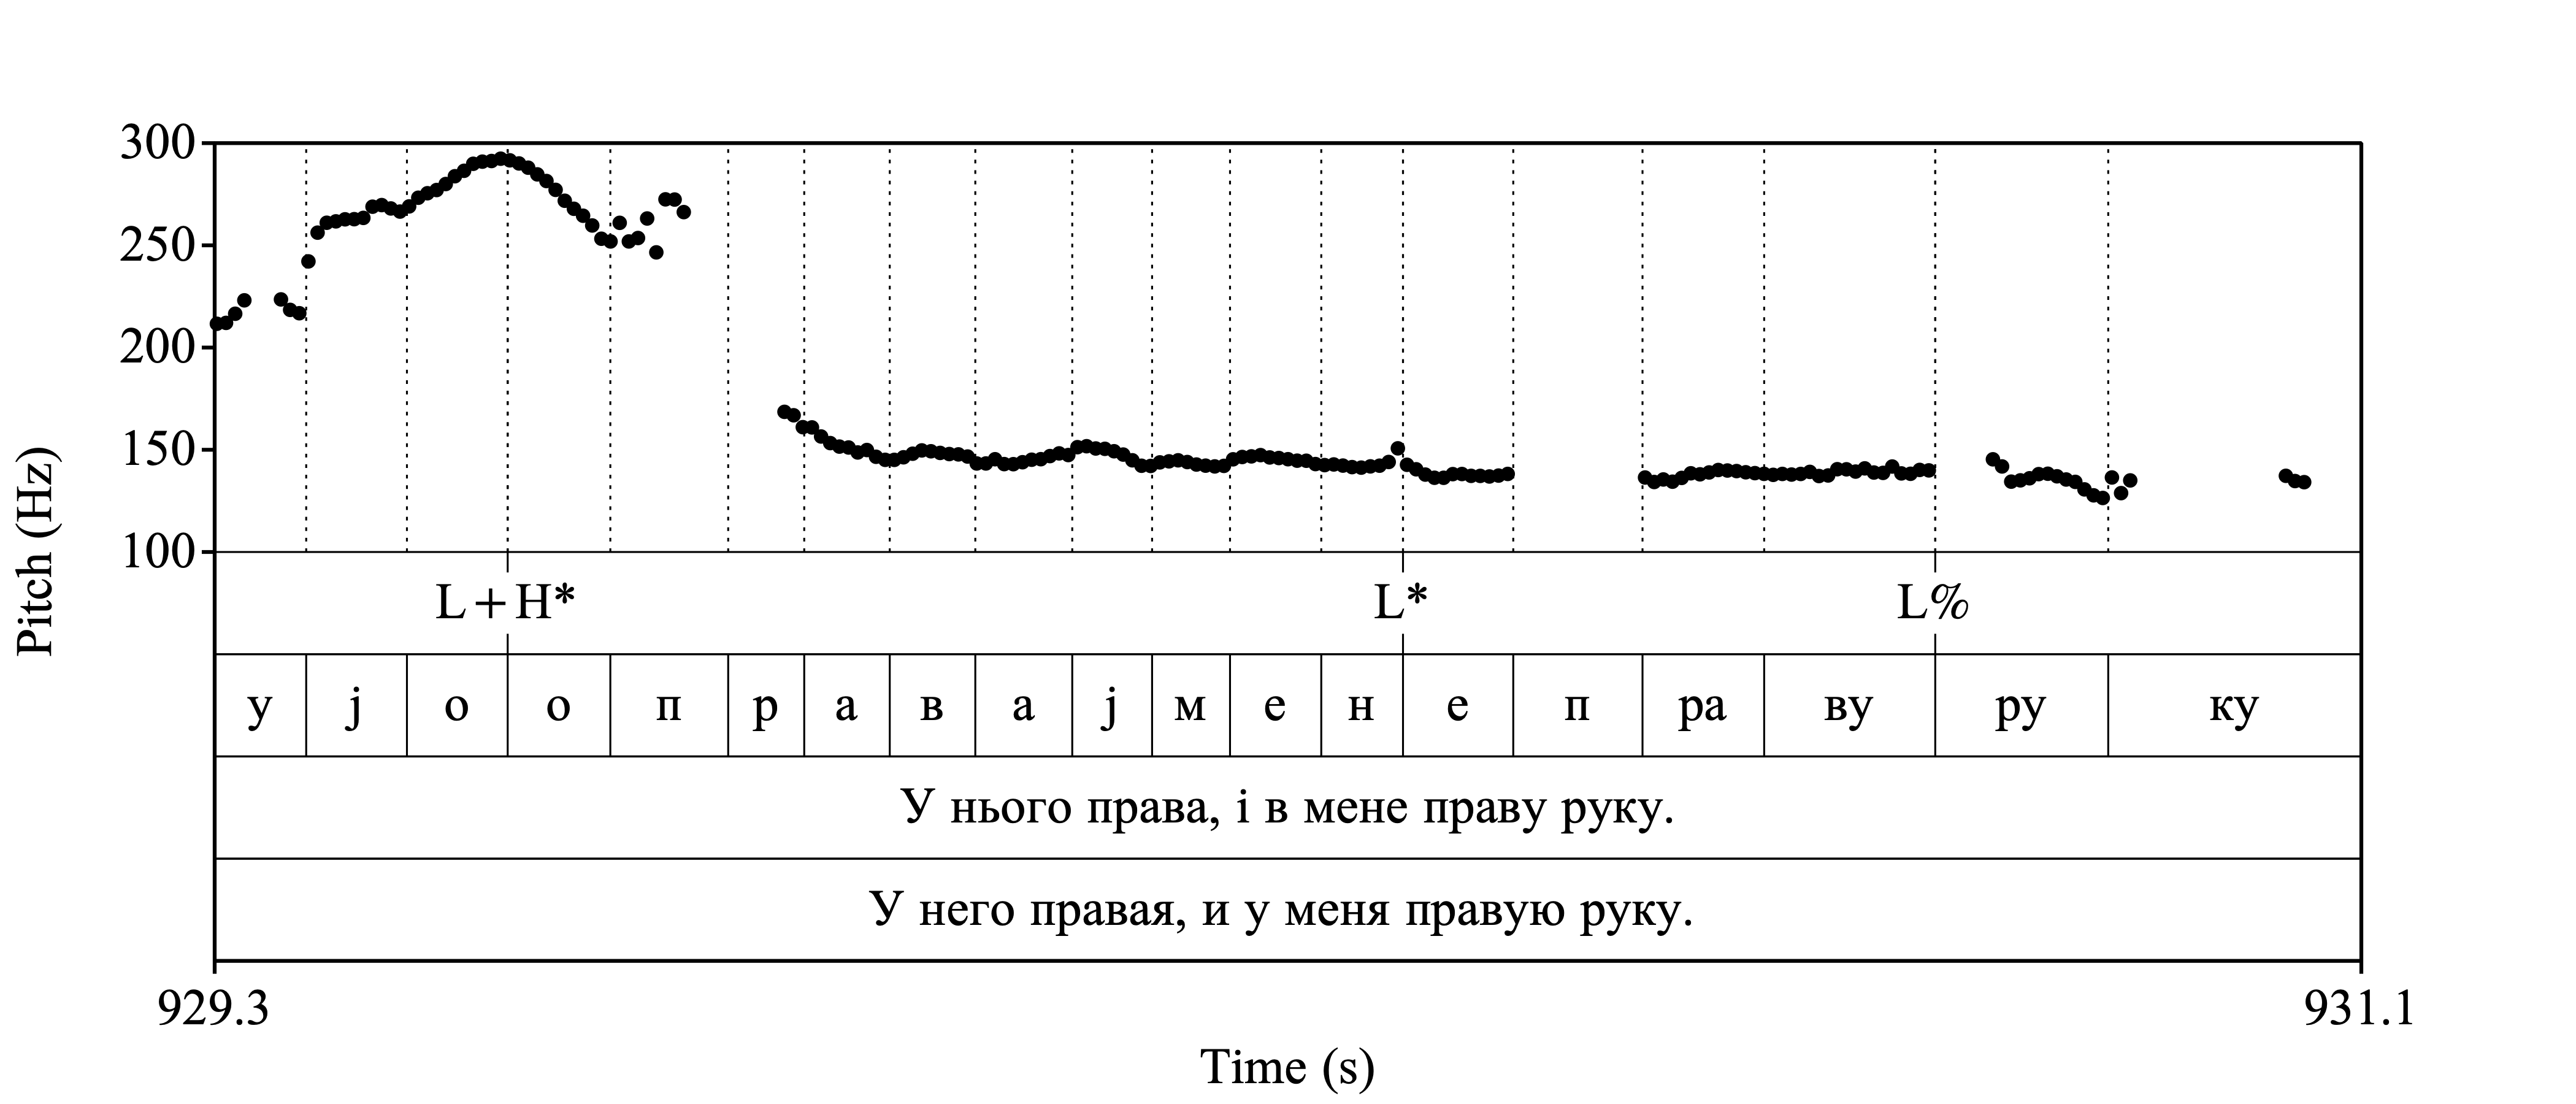 300
250
200
150
100
Pitch (Hz)
L+H* L* L%
у ј о о п р а в а ј м е н е п ра ву ру ку
У нього права, і в мене праву руку.
У него правая, и у меня правую руку.
929.3 931.1
Time (s)